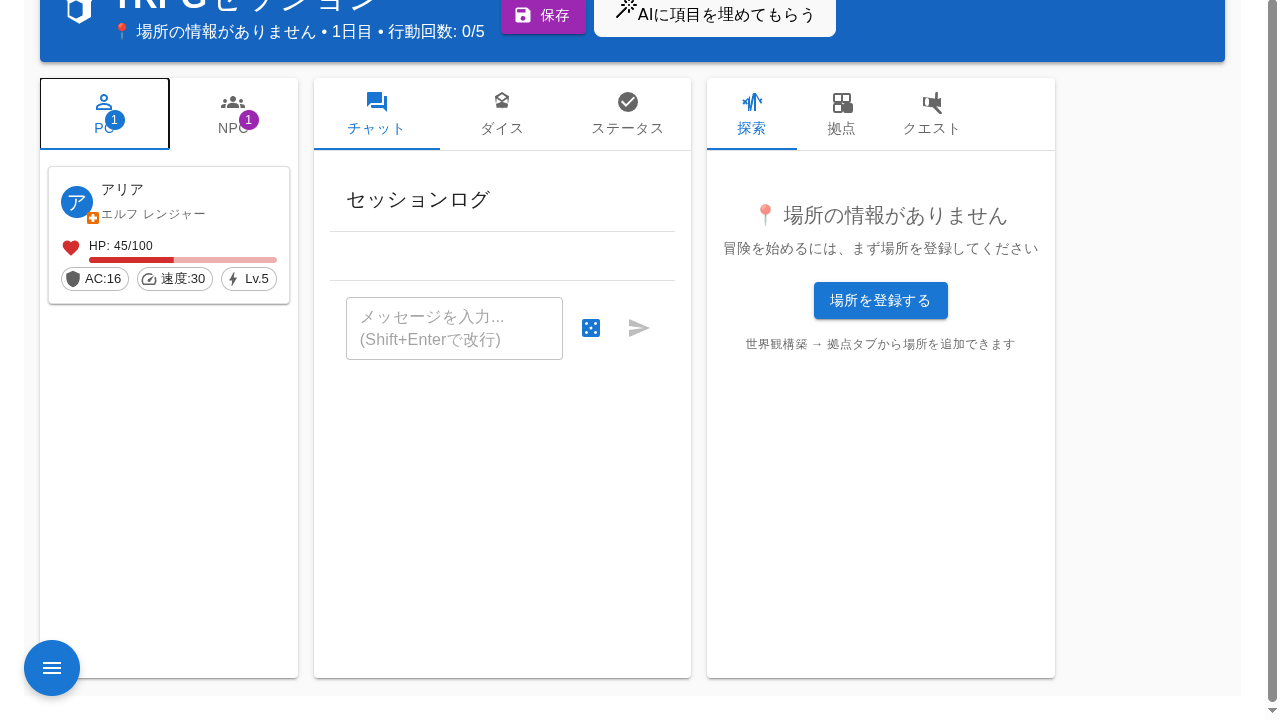 TRPGセッション
📍 場所の情報がありません • 1日目 • 行動回数: 0/5
保存
AIに項目を埋めてもらう
PC
1
NPC
1
ア
アリア
エルフ レンジャー
HP: 45/100
AC:16
速度:30
Lv.5
チャット
ダイス
ステータス
セッションログ
メッセージを入力...
(Shift+Enterで改行)
探索
拠点
クエスト
📍 場所の情報がありません
冒険を始めるには、まず場所を登録してください
場所を登録する
世界観構築 → 拠点タブから場所を追加できます